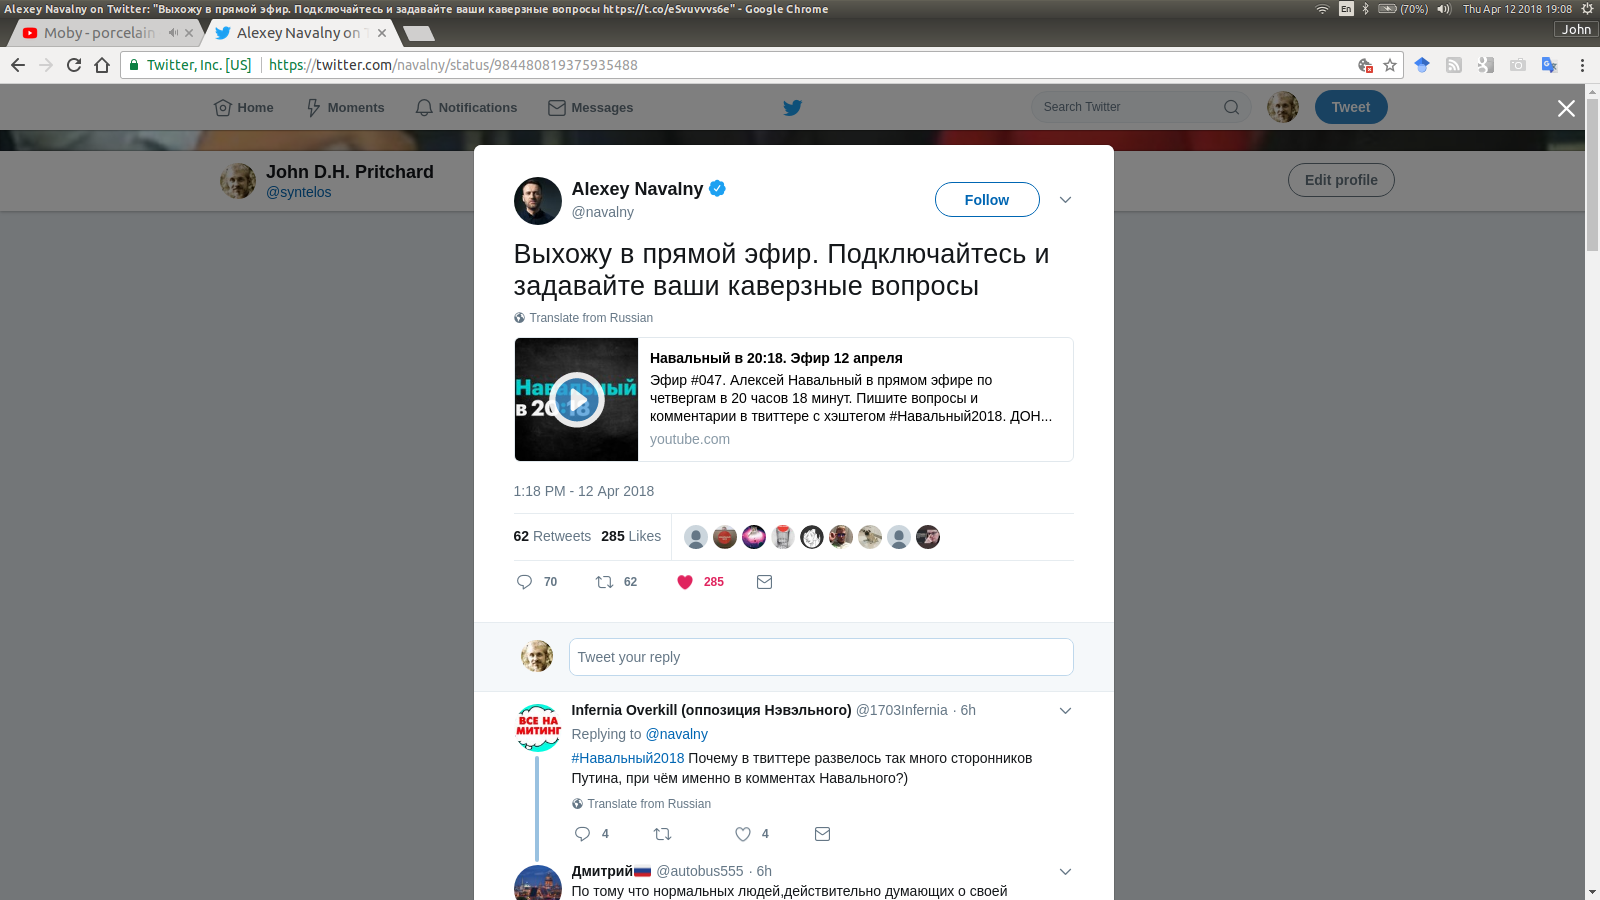 Alexey Navalny on Twitter: "Выхожу в прямой эфир. Подключайтесь и задавайте ваши каверзные вопросы https://t.co/eSvuvvvs6e" - Google Chrome
En (70%) Thu Apr 12 2018 19:08
Moby - porcelain
Alexey Navalny on T
John
Twitter, Inc. [US] https://twitter.com/navalny/status/984480819375935488
Home Moments Notifications Messages Search Twitter Tweet
John D.H. Pritchard
@syntelos
Edit profile
Alexey Navalny
@navalny
Follow
Выхожу в прямой эфир. Подключайтесь и
задавайте ваши каверзные вопросы
Translate from Russian
Навальный
в 20:18
Навальный в 20:18. Эфир 12 апреля
Эфир #047. Алексей Навальный в прямом эфире по
четвергам в 20 часов 18 минут. Пишите вопросы и
комментарии в твиттере с хэштегом #Навальный2018. ДОН...
youtube.com
1:18 PM - 12 Apr 2018
62 Retweets 285 Likes
70 62 285
Tweet your reply
ВСЕ НА
МИТИНГ
Infernia Overkill (оппозиция Нэвэльного) @1703Infernia · 6h
Replying to @navalny
#Навальный2018 Почему в твиттере развелось так много сторонников
Путина, при чём именно в комментах Навального?)
Translate from Russian
4 4
Дмитрий @autobus555 · 6h
По тому что нормальных людей,действительно думающих о своей